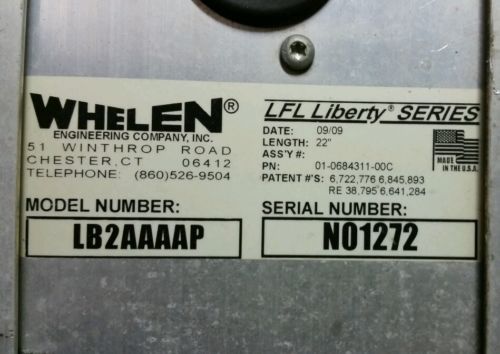 WHELEN®
ENGINEERING COMPANY, INC.
51 WINTHROP ROAD
CHESTER, CT 06412
TELEPHONE: (860)526-9504
LFL Liberty® SERIES
DATE: 09/09
LENGTH: 22"
ASS'Y #:
PN: 01-0684311-00C
PATENT #'S: 6,722,776 6,845,893
RE 38,795 6,641,284
MADE
IN THE U.S.A.
MODEL NUMBER:
LB2AAAAP
SERIAL NUMBER:
N01272